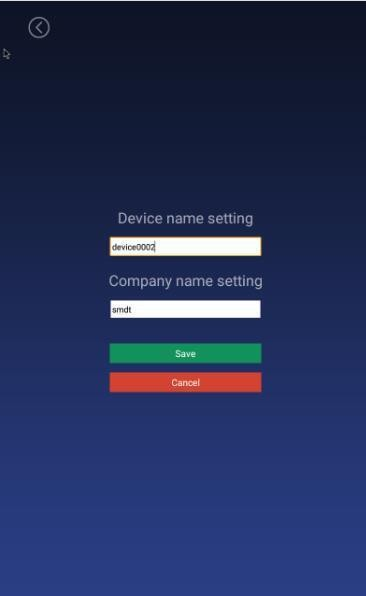 Device name setting
device0002
Company name setting
smdt
Save
Cancel